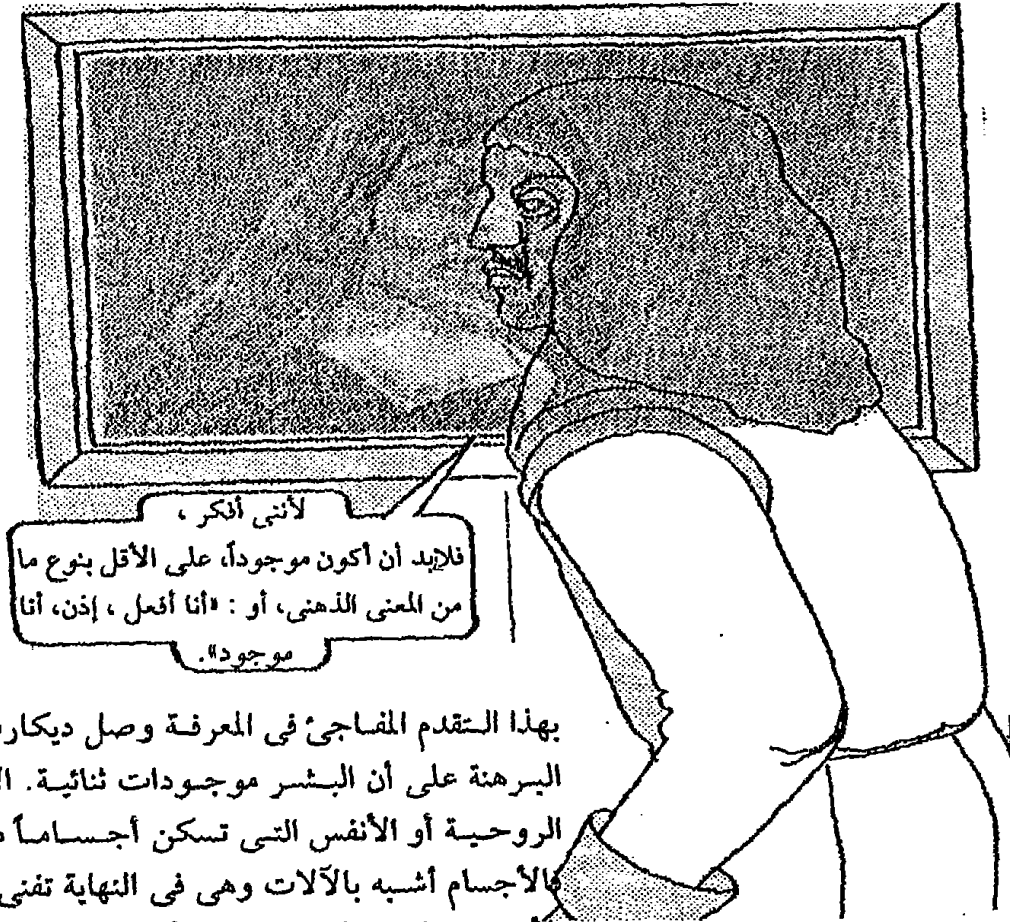 لأننى أفكر ،
فلابد أن أكون موجوداً، على الأقل بنوع ما
من المعنى الذهنى، أو : «أنا أفعل ، إذن، أنا
موجود».
بهذا التقدم المفاجئ فى المعرفة وصل ديكار
البرهنة على أن البشر موجودات ثنائية.
الروحية أو الأنفس التى تسكن أجساماً
فالأجسام أشبه بالآلات وهى فى النهاية تفنى